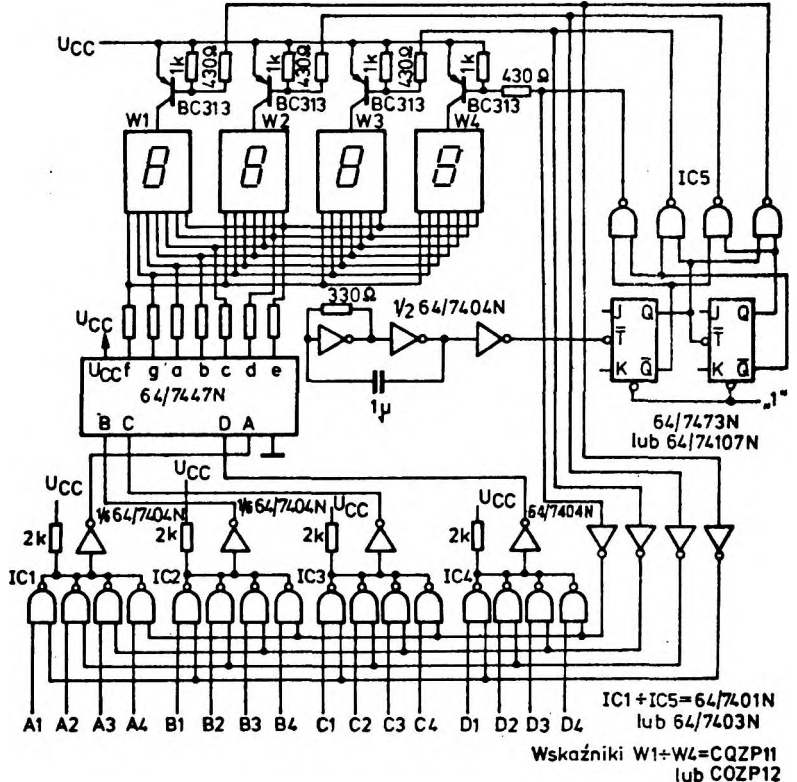 UCC
1k
430Ω
1k
430Ω
1k
430Ω
1k
430Ω
BC313
BC313
BC313
BC313
W1
W2
W3
W4
IC5
330Ω
1/2 64/7404N
1µ
J Q
T̅
K Q̅
J Q
T̅
K Q̅
„1"
64/7473N
lub 64/74107N
UCC
UCC f g a b c d e
64/7447N
B C D A
UCC
UCC
UCC
UCC
1/6 64/7404N
1/6 64/7404N
64/7404N
2k
2k
2k
2k
IC1
IC2
IC3
IC4
A1 A2 A3 A4 B1 B2 B3 B4 C1 C2 C3 C4 D1 D2 D3 D4
IC1÷IC5=64/7401N
lub 64/7403N
Wskaźniki W1÷W4=CQZP11
lub CQZP12